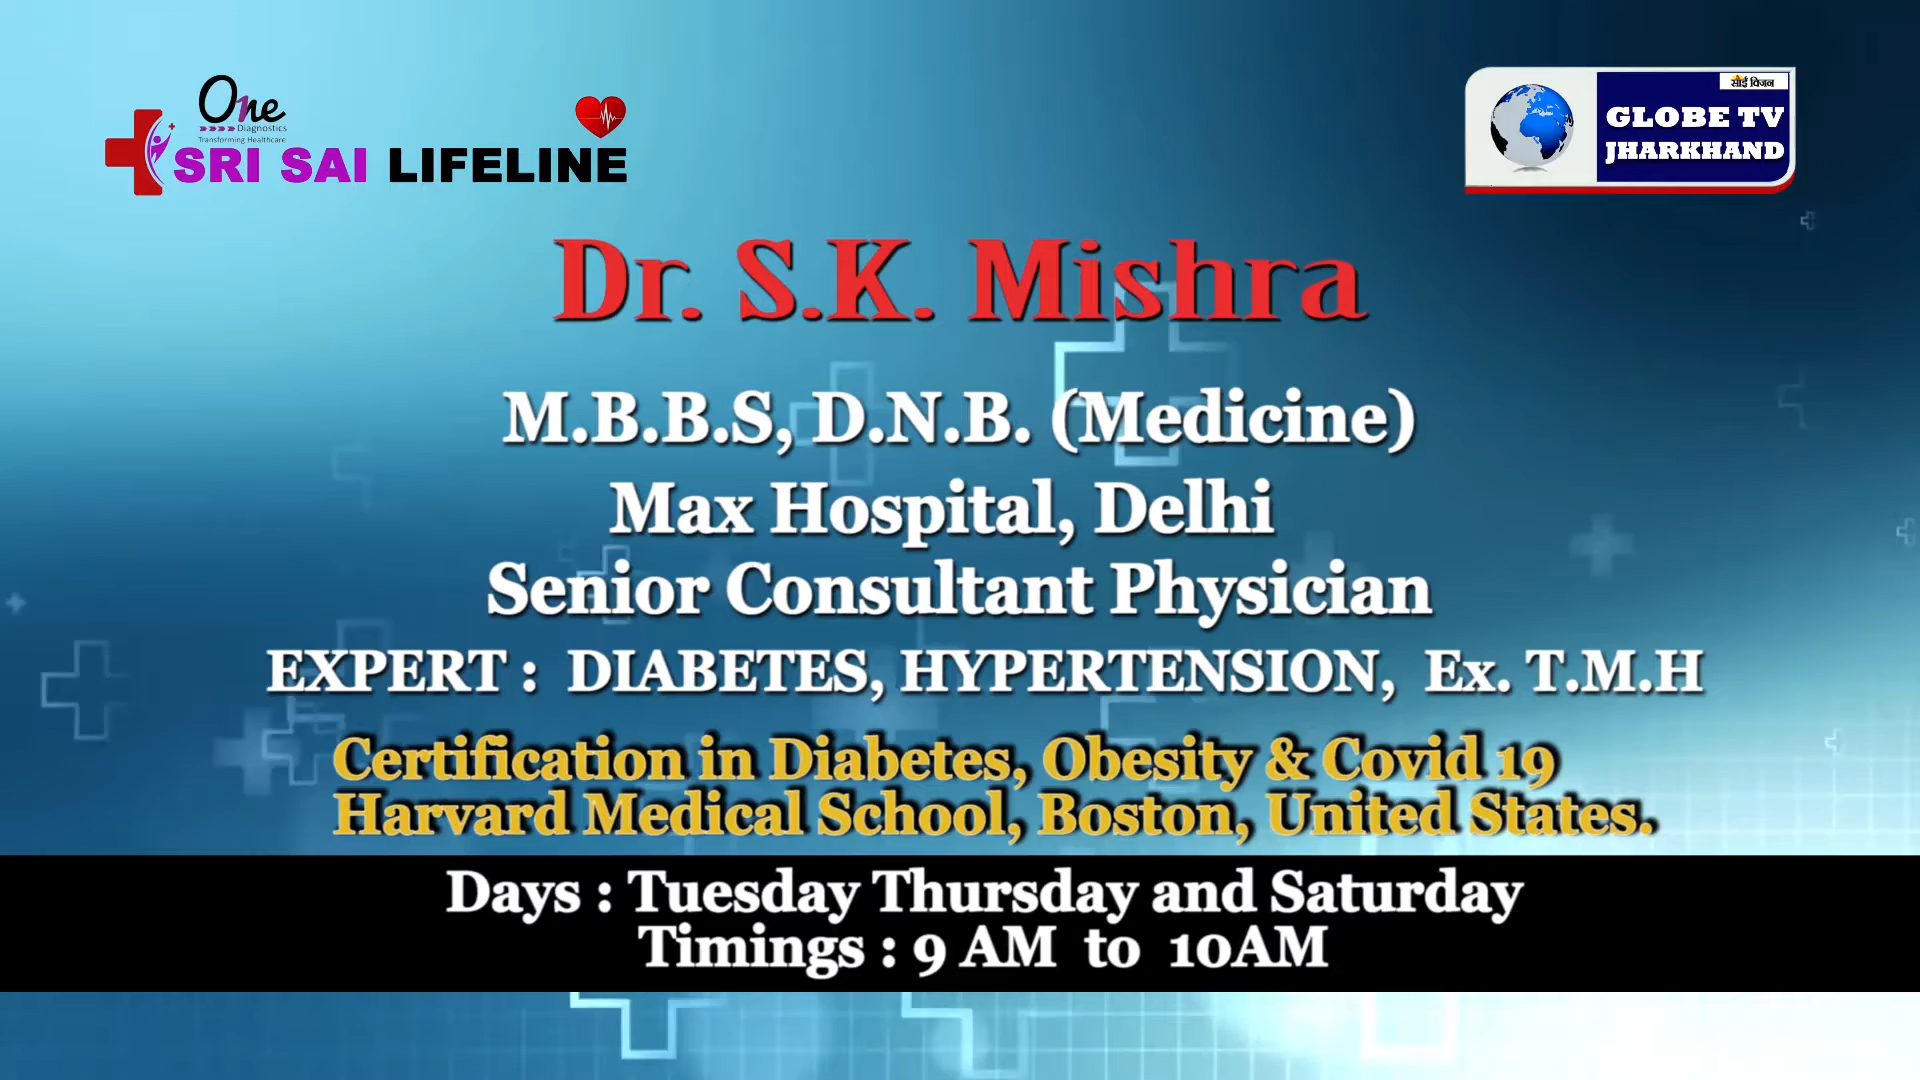 One
Diagnostics
Transforming Healthcare
SRI SAI LIFELINE
साई विजन
GLOBE TV
JHARKHAND
Dr. S.K. Mishra
M.B.B.S, D.N.B. (Medicine)
Max Hospital, Delhi
Senior Consultant Physician
EXPERT : DIABETES, HYPERTENSION, Ex. T.M.H
Certification in Diabetes, Obesity & Covid 19
Harvard Medical School, Boston, United States.
Days : Tuesday Thursday and Saturday
Timings : 9 AM to 10AM